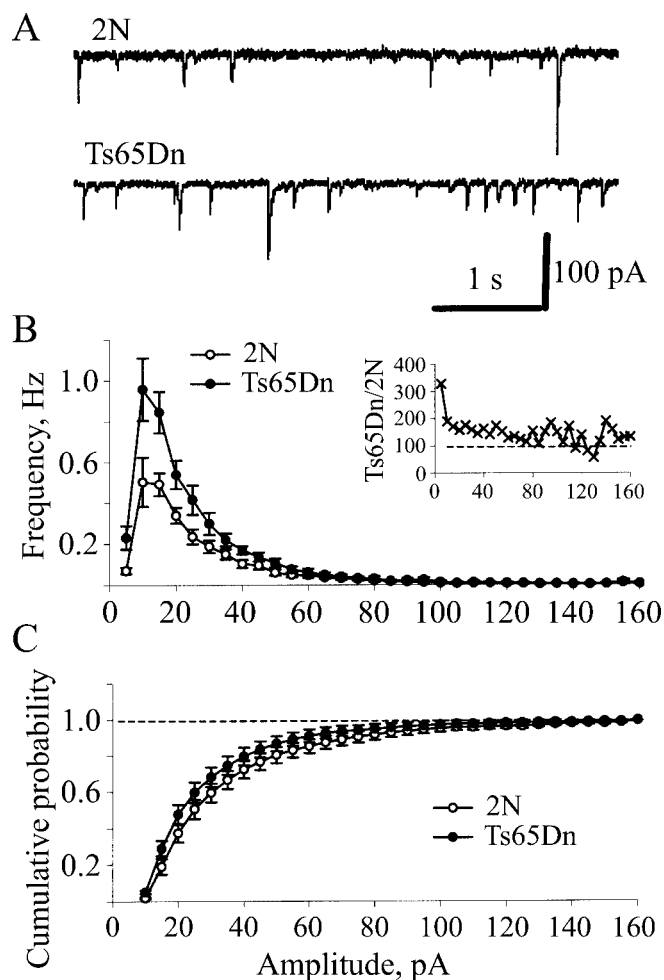 A
2N
Ts65Dn
1 s
100 pA
B
Frequency, Hz
1.0
0.6
0.2
2N
Ts65Dn
Ts65Dn/2N
400
300
200
100
0
0 40 80 120 160
0 20 40 60 80 100 120 140 160
C
Cumulative probability
1.0
0.6
0.2
2N
Ts65Dn
0 20 40 60 80 100 120 140 160
Amplitude, pA